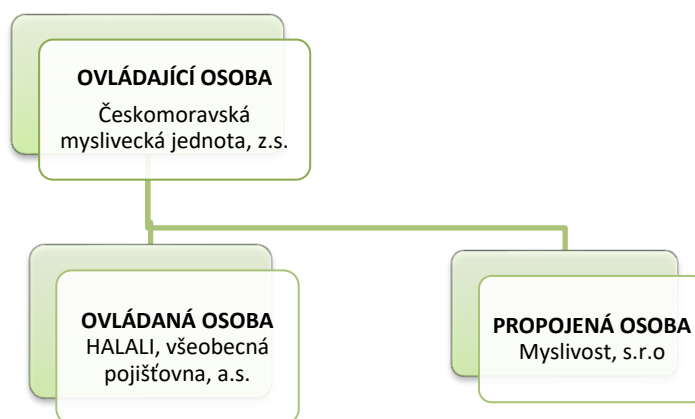 OVLÁDAJÍCÍ OSOBA
Českomoravská
myslivecká jednota, z.s.
OVLÁDANÁ OSOBA
HALALI, všeobecná
pojišťovna, a.s.
PROPOJENÁ OSOBA
Myslivost, s.r.o